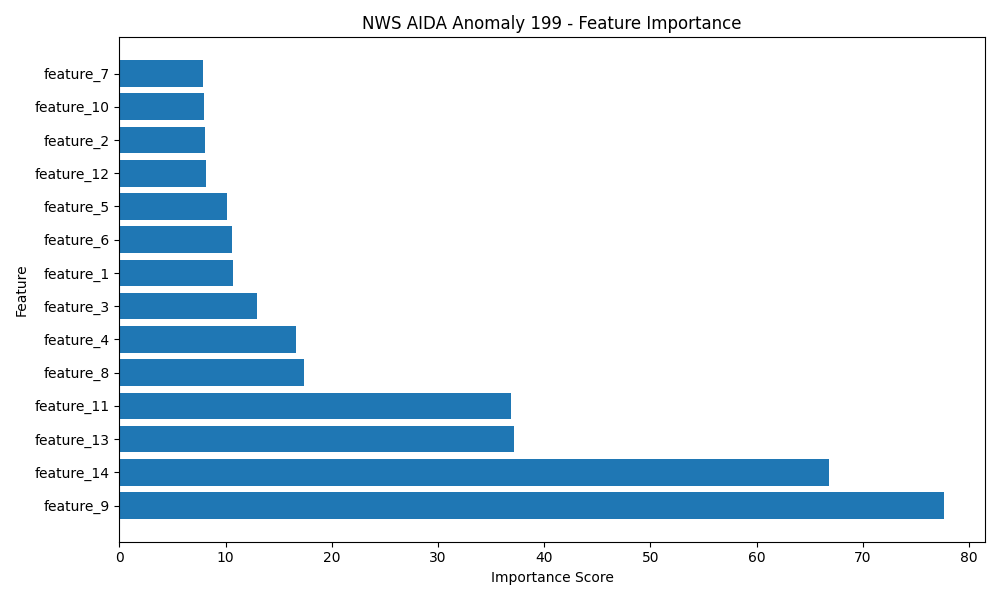 NWS AIDA Anomaly 199 - Feature Importance
feature_7
feature_10
feature_2
feature_12
feature_5
feature_6
feature_1
feature_3
feature_4
feature_8
feature_11
feature_13
feature_14
feature_9
Feature
0 10 20 30 40 50 60 70 80
Importance Score